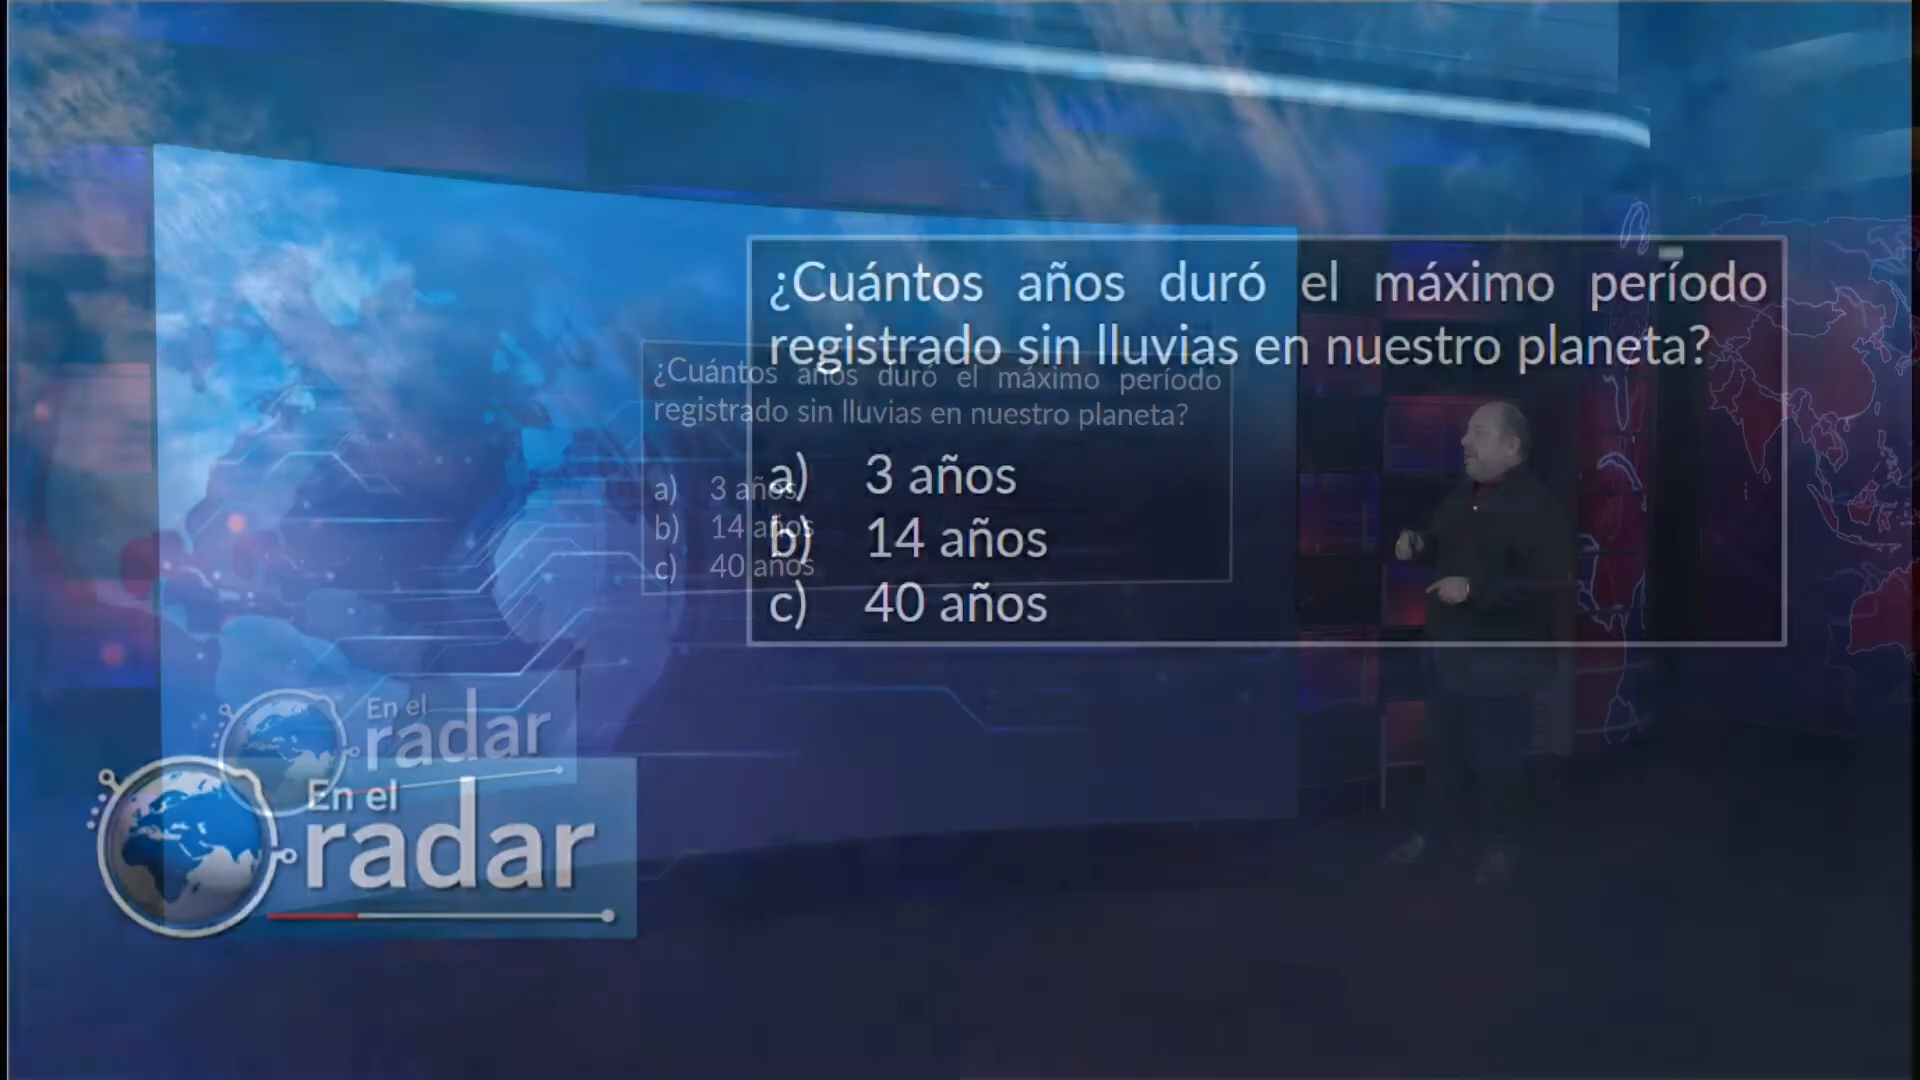 ¿Cuántos años duró el máximo período
registrado sin lluvias en nuestro planeta?
a) 3 años
b) 14 años
c) 40 años
¿Cuántos años duró el máximo período
registrado sin lluvias en nuestro planeta?
a) 3 años
b) 14 años
c) 40 años
En el
radar
En el
radar